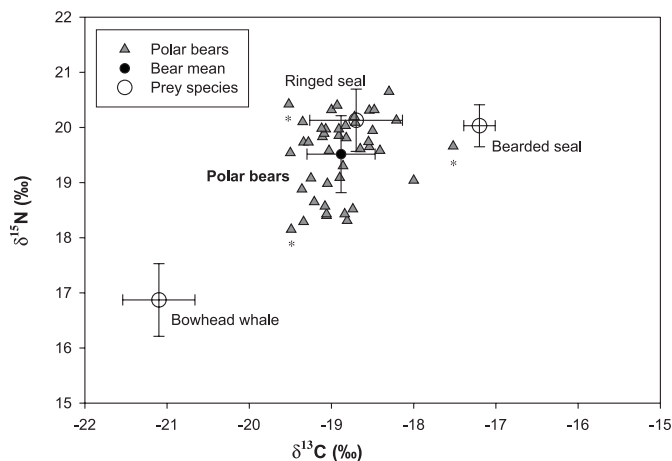 22
21
20
19
18
17
16
15
δ15N (‰)
Polar bears
Bear mean
Prey species
Ringed seal
*
Bearded seal
*
Polar bears
*
Bowhead whale
-22 -21 -20 -19 -18 -17 -16 -15
δ13C (‰)